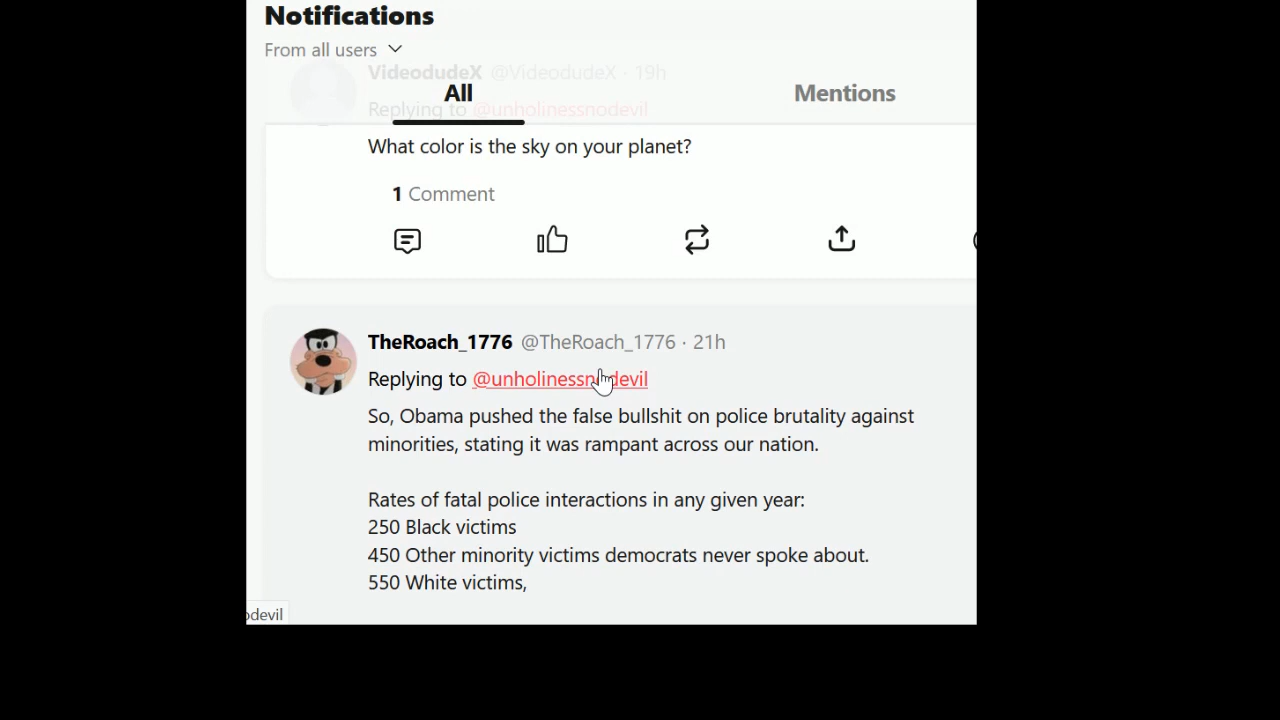 Notifications
From all users
VideodudeX @VideodudeX · 19h
All
Mentions
Replying to @unholinessnodevil
What color is the sky on your planet?
1 Comment
TheRoach_1776 @TheRoach_1776 · 21h
Replying to @unholinessnodevil
So, Obama pushed the false bullshit on police brutality against
minorities, stating it was rampant across our nation.
Rates of fatal police interactions in any given year:
250 Black victims
450 Other minority victims democrats never spoke about.
550 White victims,
odevil